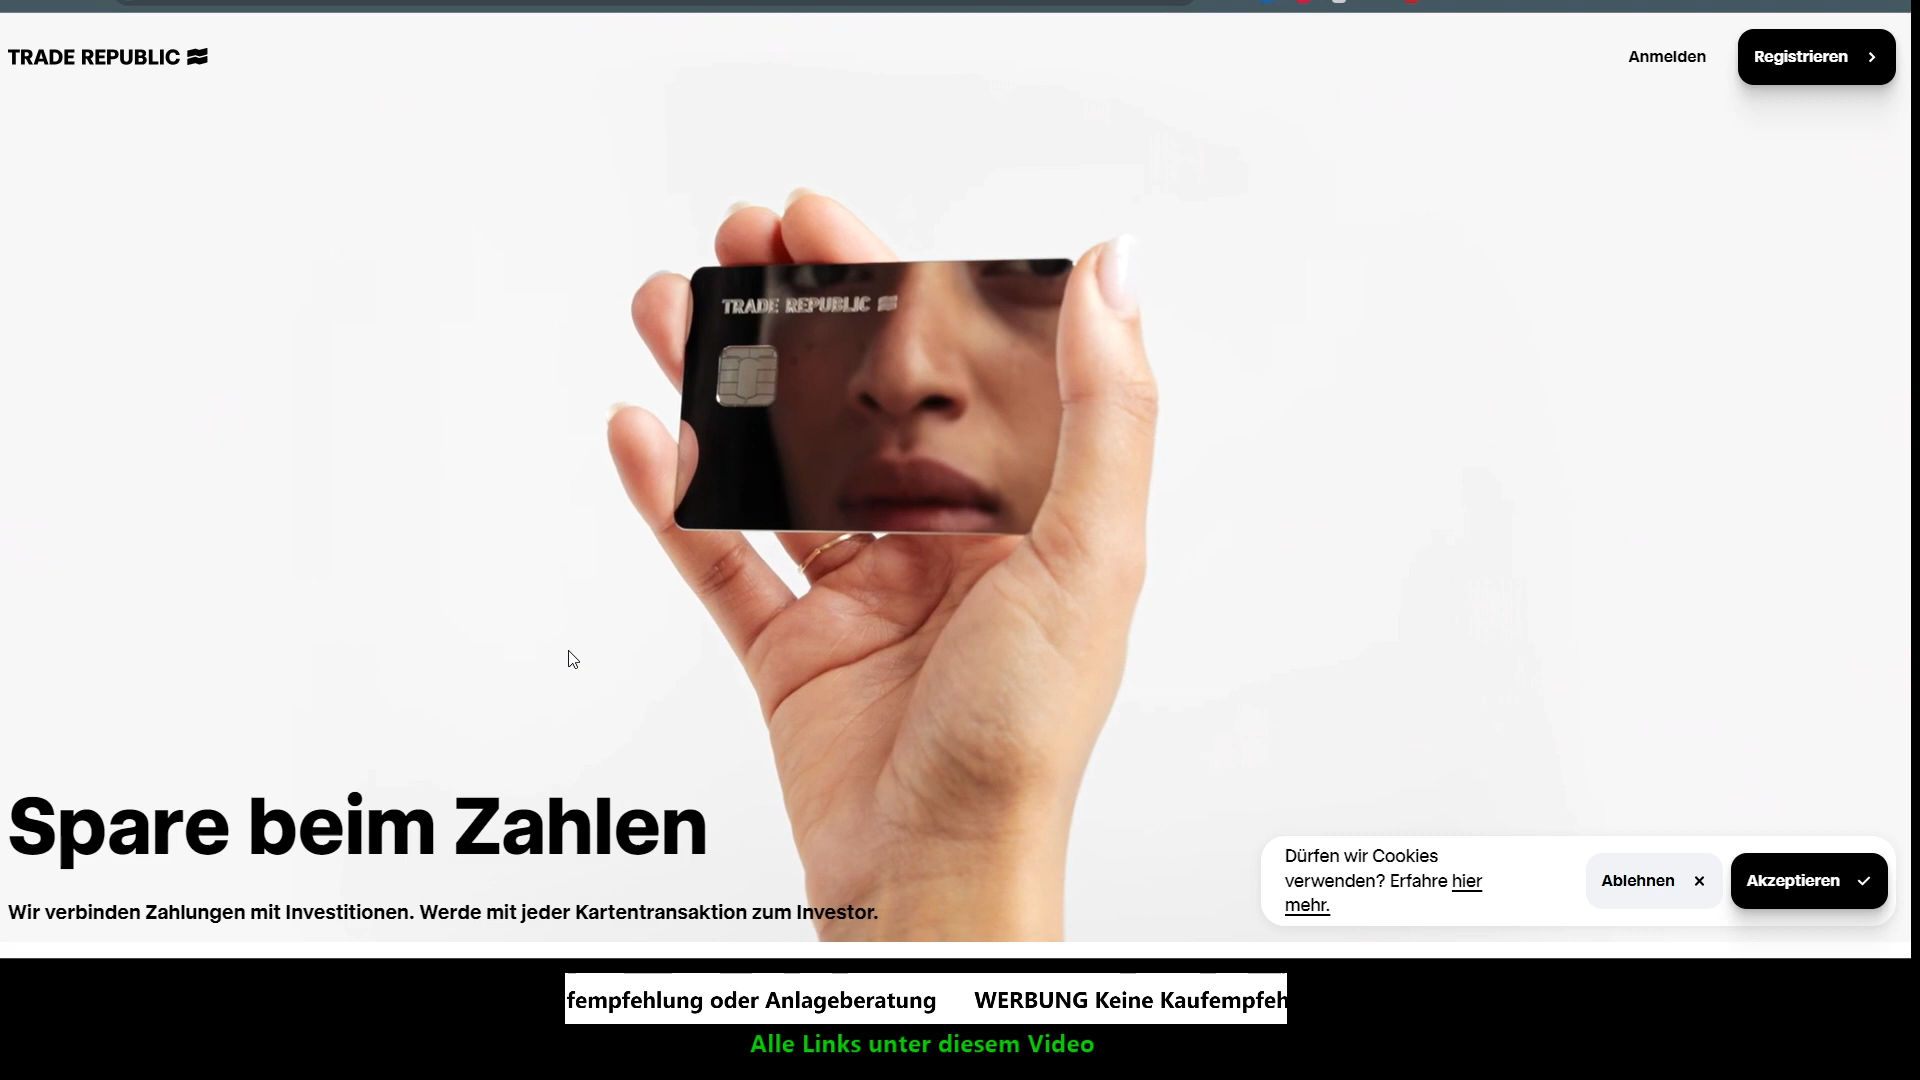 TRADE REPUBLIC
Anmelden
Registrieren
TRADE REPUBLIC
Spare beim Zahlen
Wir verbinden Zahlungen mit Investitionen. Werde mit jeder Kartentransaktion zum Investor.
Dürfen wir Cookies
verwenden? Erfahre hier
mehr.
Ablehnen
Akzeptieren
fempfehlung oder Anlageberatung WERBUNG Keine Kaufempfeh
Alle Links unter diesem Video